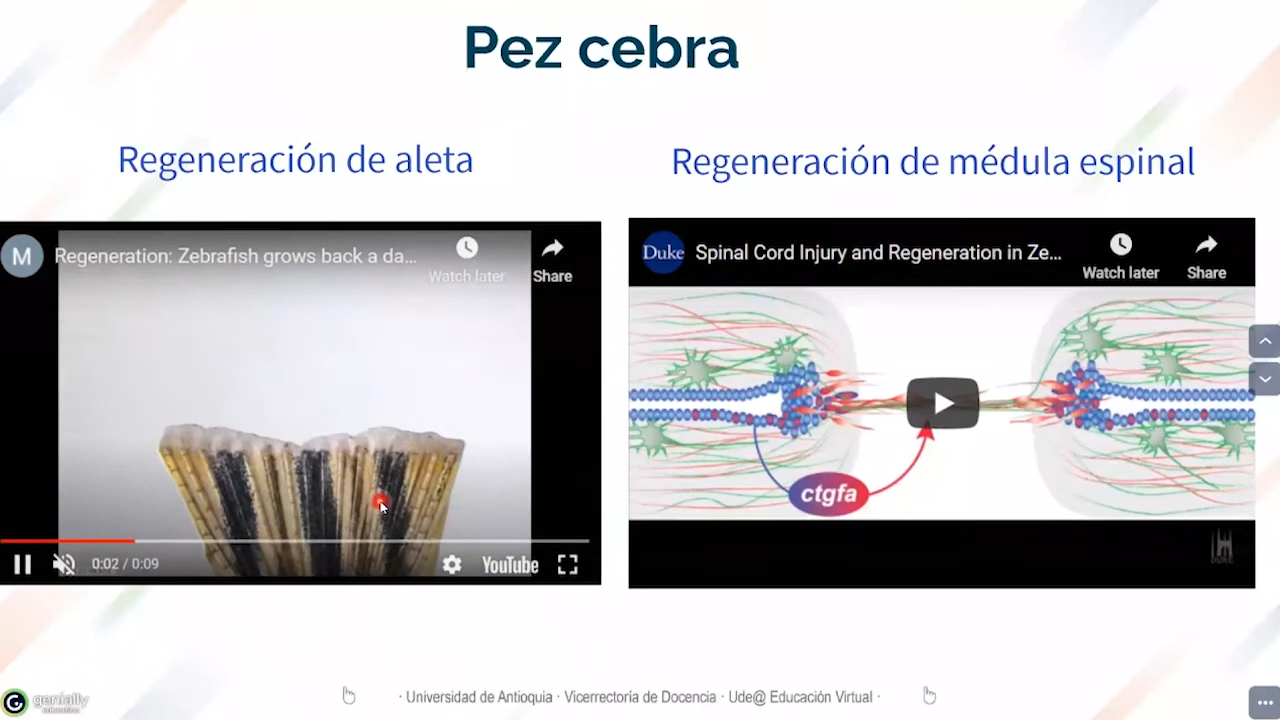 Pez cebra
Regeneración de aleta
Regeneración de médula espinal
M
Regeneration: Zebrafish grows back a da...
Watch later
Share
0:02 / 0:09
YouTube
Duke
Spinal Cord Injury and Regeneration in Ze...
Watch later
Share
ctgfa
DUKE
genially
· Universidad de Antioquia · Vicerrectoría de Docencia · Ude@ Educación Virtual ·